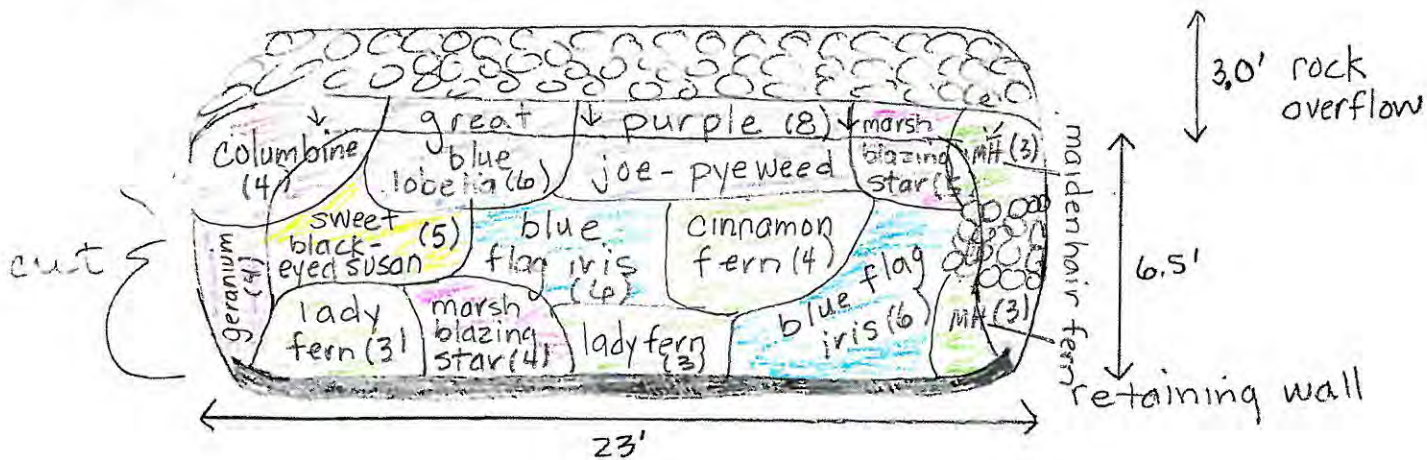 3.0' rock
overflow
columbine
(4)
great
blue
lobelia (6)
purple (8)
joe-pyeweed
marsh
blazing
star
MH (3)
maidenhair fern
geranium
(4)
sweet
black-
eyed susan
(5)
blue
flag iris
(6)
cinnamon
fern (4)
blue flag
iris (6)
6.5'
cut
lady
fern (3)
marsh
blazing
star (4)
lady fern
(3)
MH (3)
retaining wall
23'